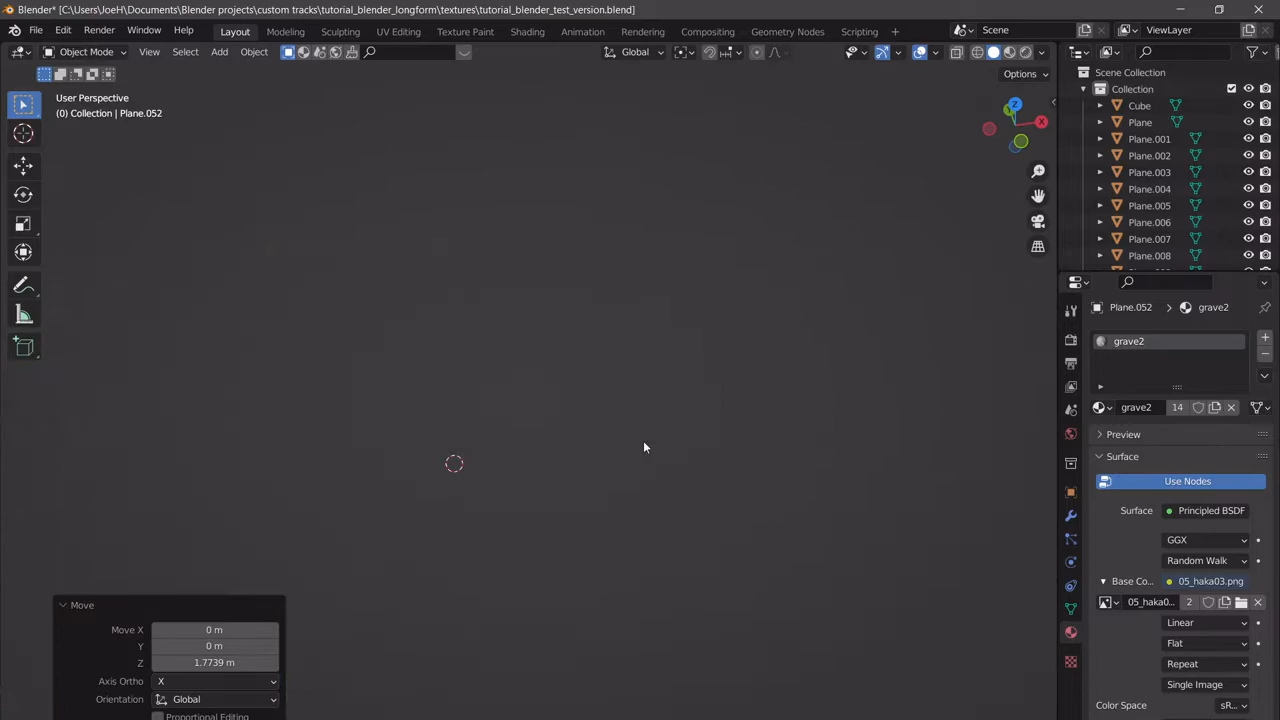 Blender* [C:\Users\JoeH\Documents\Blender projects\custom tracks\tutorial_blender_longform\textures\tutorial_blender_test_version.blend]
File Edit Render Window Help Layout Modeling Sculpting UV Editing Texture Paint Shading Animation Rendering Compositing Geometry Nodes Scripting + Scene ViewLayer
Object Mode View Select Add Object Global
Options
User Perspective
(0) Collection | Plane.052
Z
X
Y
Scene Collection
Collection
Cube
Plane
Plane.001
Plane.002
Plane.003
Plane.004
Plane.005
Plane.006
Plane.007
Plane.008
Plane.052 > grave2
grave2
grave2 14
Preview
Surface
Use Nodes
Surface Principled BSDF
GGX
Random Walk
Base Co... 05_haka03.png
05_haka0... 2
Linear
Flat
Repeat
Single Image
Color Space sR...
Move
Move X 0 m
Y 0 m
Z 1.7739 m
Axis Ortho X
Orientation Global
Proportional Editing